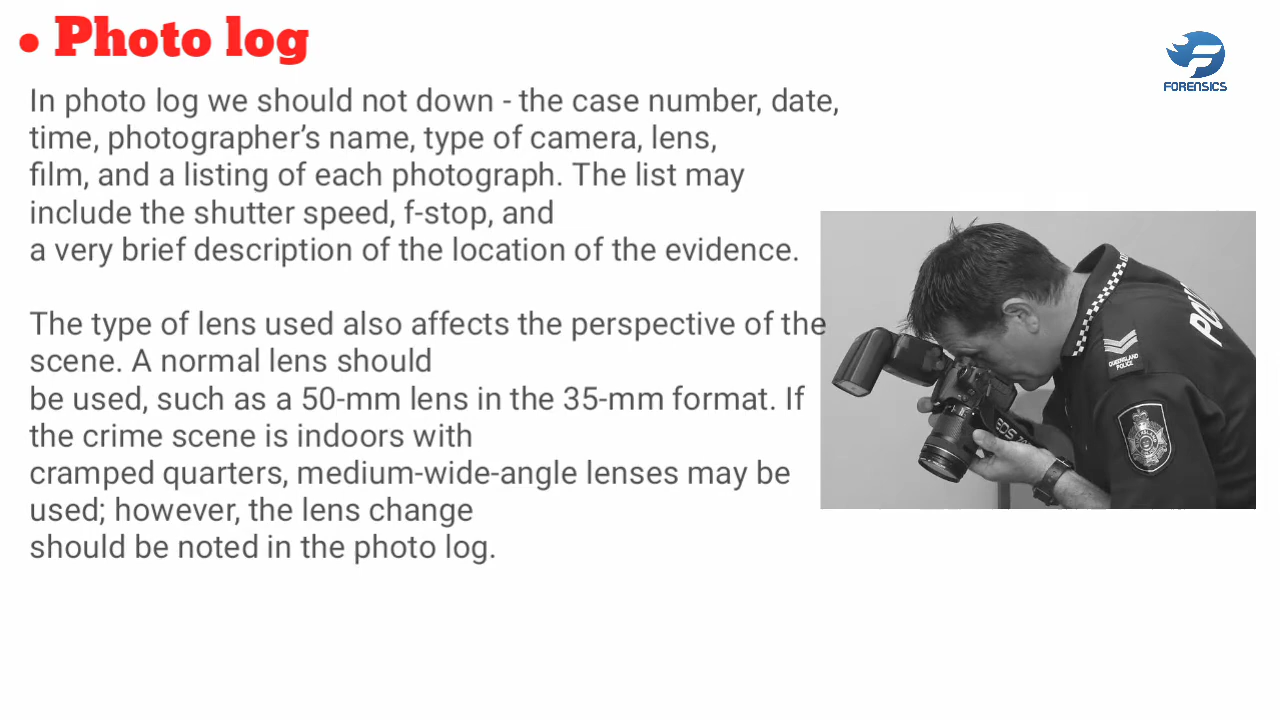 • Photo log
FORENSICS
In photo log we should not down - the case number, date,
time, photographer’s name, type of camera, lens,
film, and a listing of each photograph. The list may
include the shutter speed, f-stop, and
a very brief description of the location of the evidence.
The type of lens used also affects the perspective of the
scene. A normal lens should
be used, such as a 50-mm lens in the 35-mm format. If
the crime scene is indoors with
cramped quarters, medium-wide-angle lenses may be
used; however, the lens change
should be noted in the photo log.
QUEENSLAND
POLICE
EOS